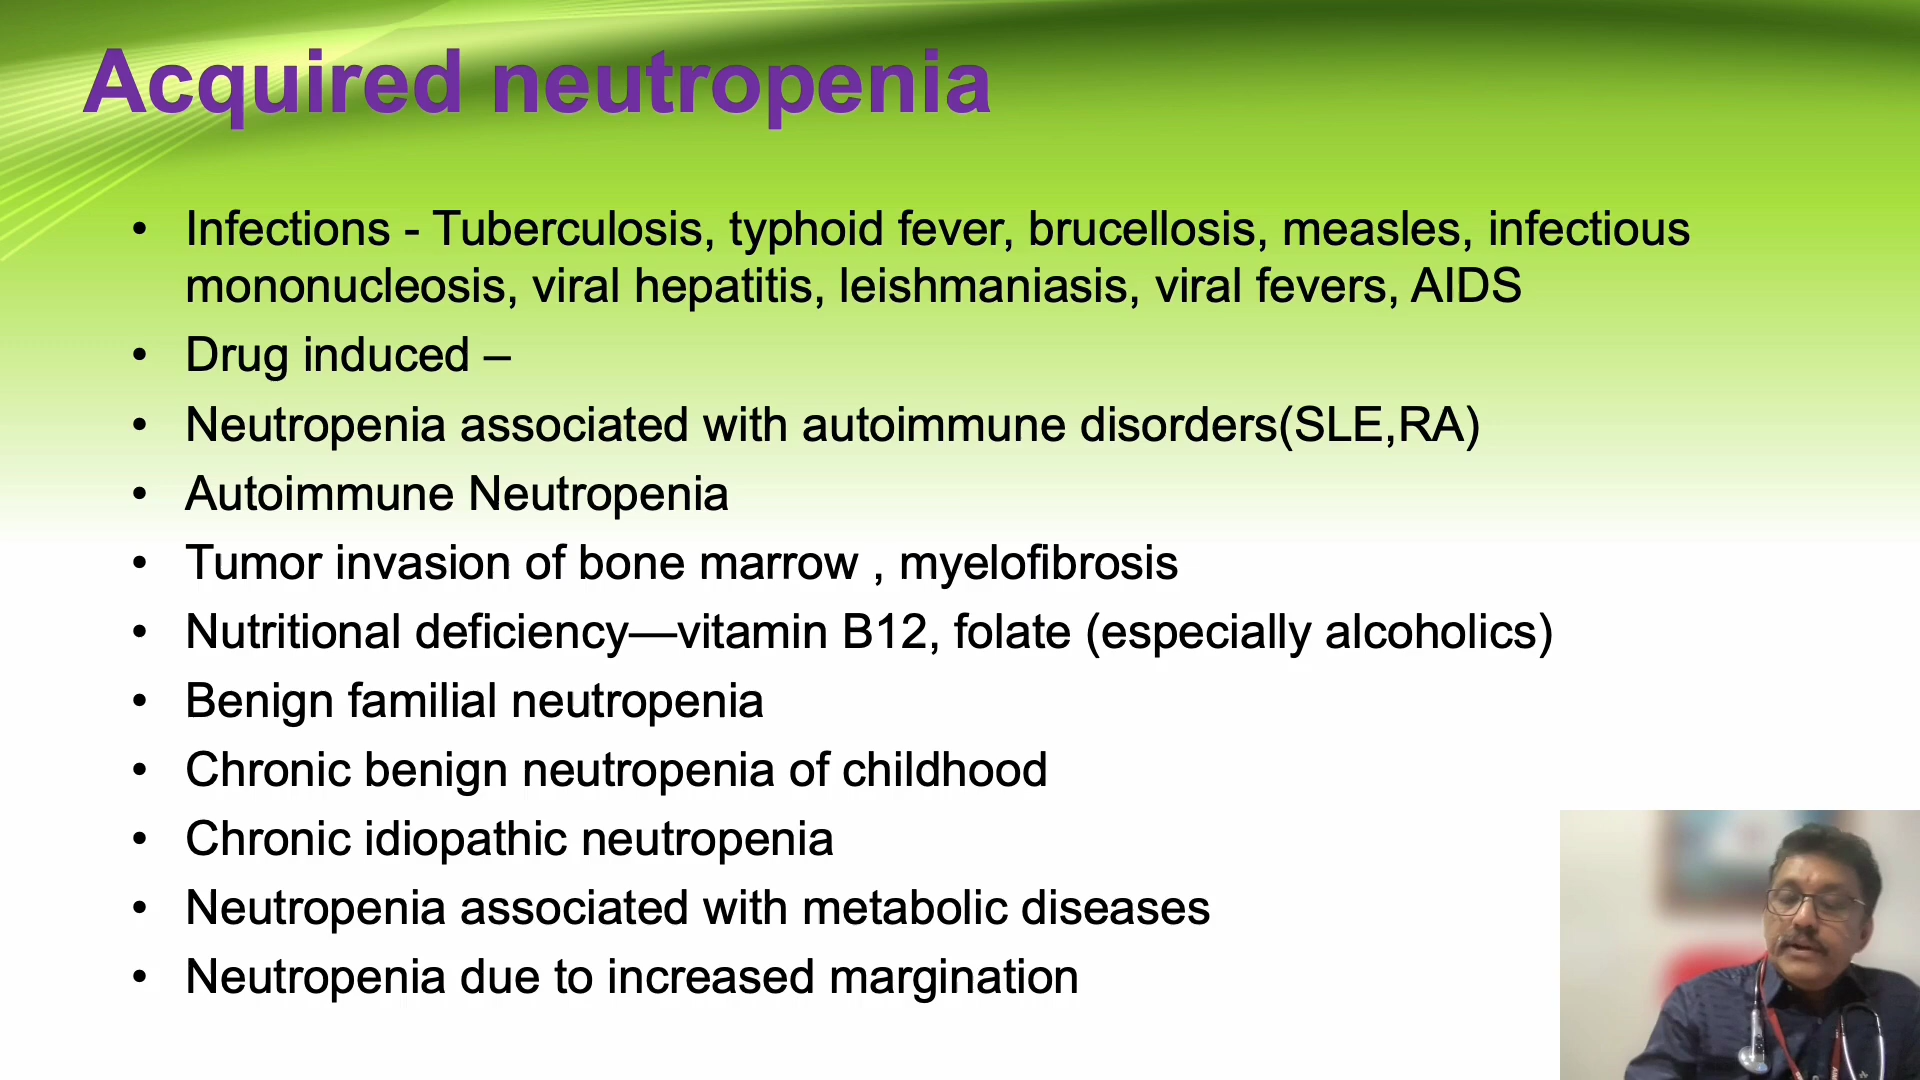 Acquired neutropenia
• Infections - Tuberculosis, typhoid fever, brucellosis, measles, infectious
mononucleosis, viral hepatitis, leishmaniasis, viral fevers, AIDS
• Drug induced –
• Neutropenia associated with autoimmune disorders(SLE,RA)
• Autoimmune Neutropenia
• Tumor invasion of bone marrow , myelofibrosis
• Nutritional deficiency—vitamin B12, folate (especially alcoholics)
• Benign familial neutropenia
• Chronic benign neutropenia of childhood
• Chronic idiopathic neutropenia
• Neutropenia associated with metabolic diseases
• Neutropenia due to increased margination